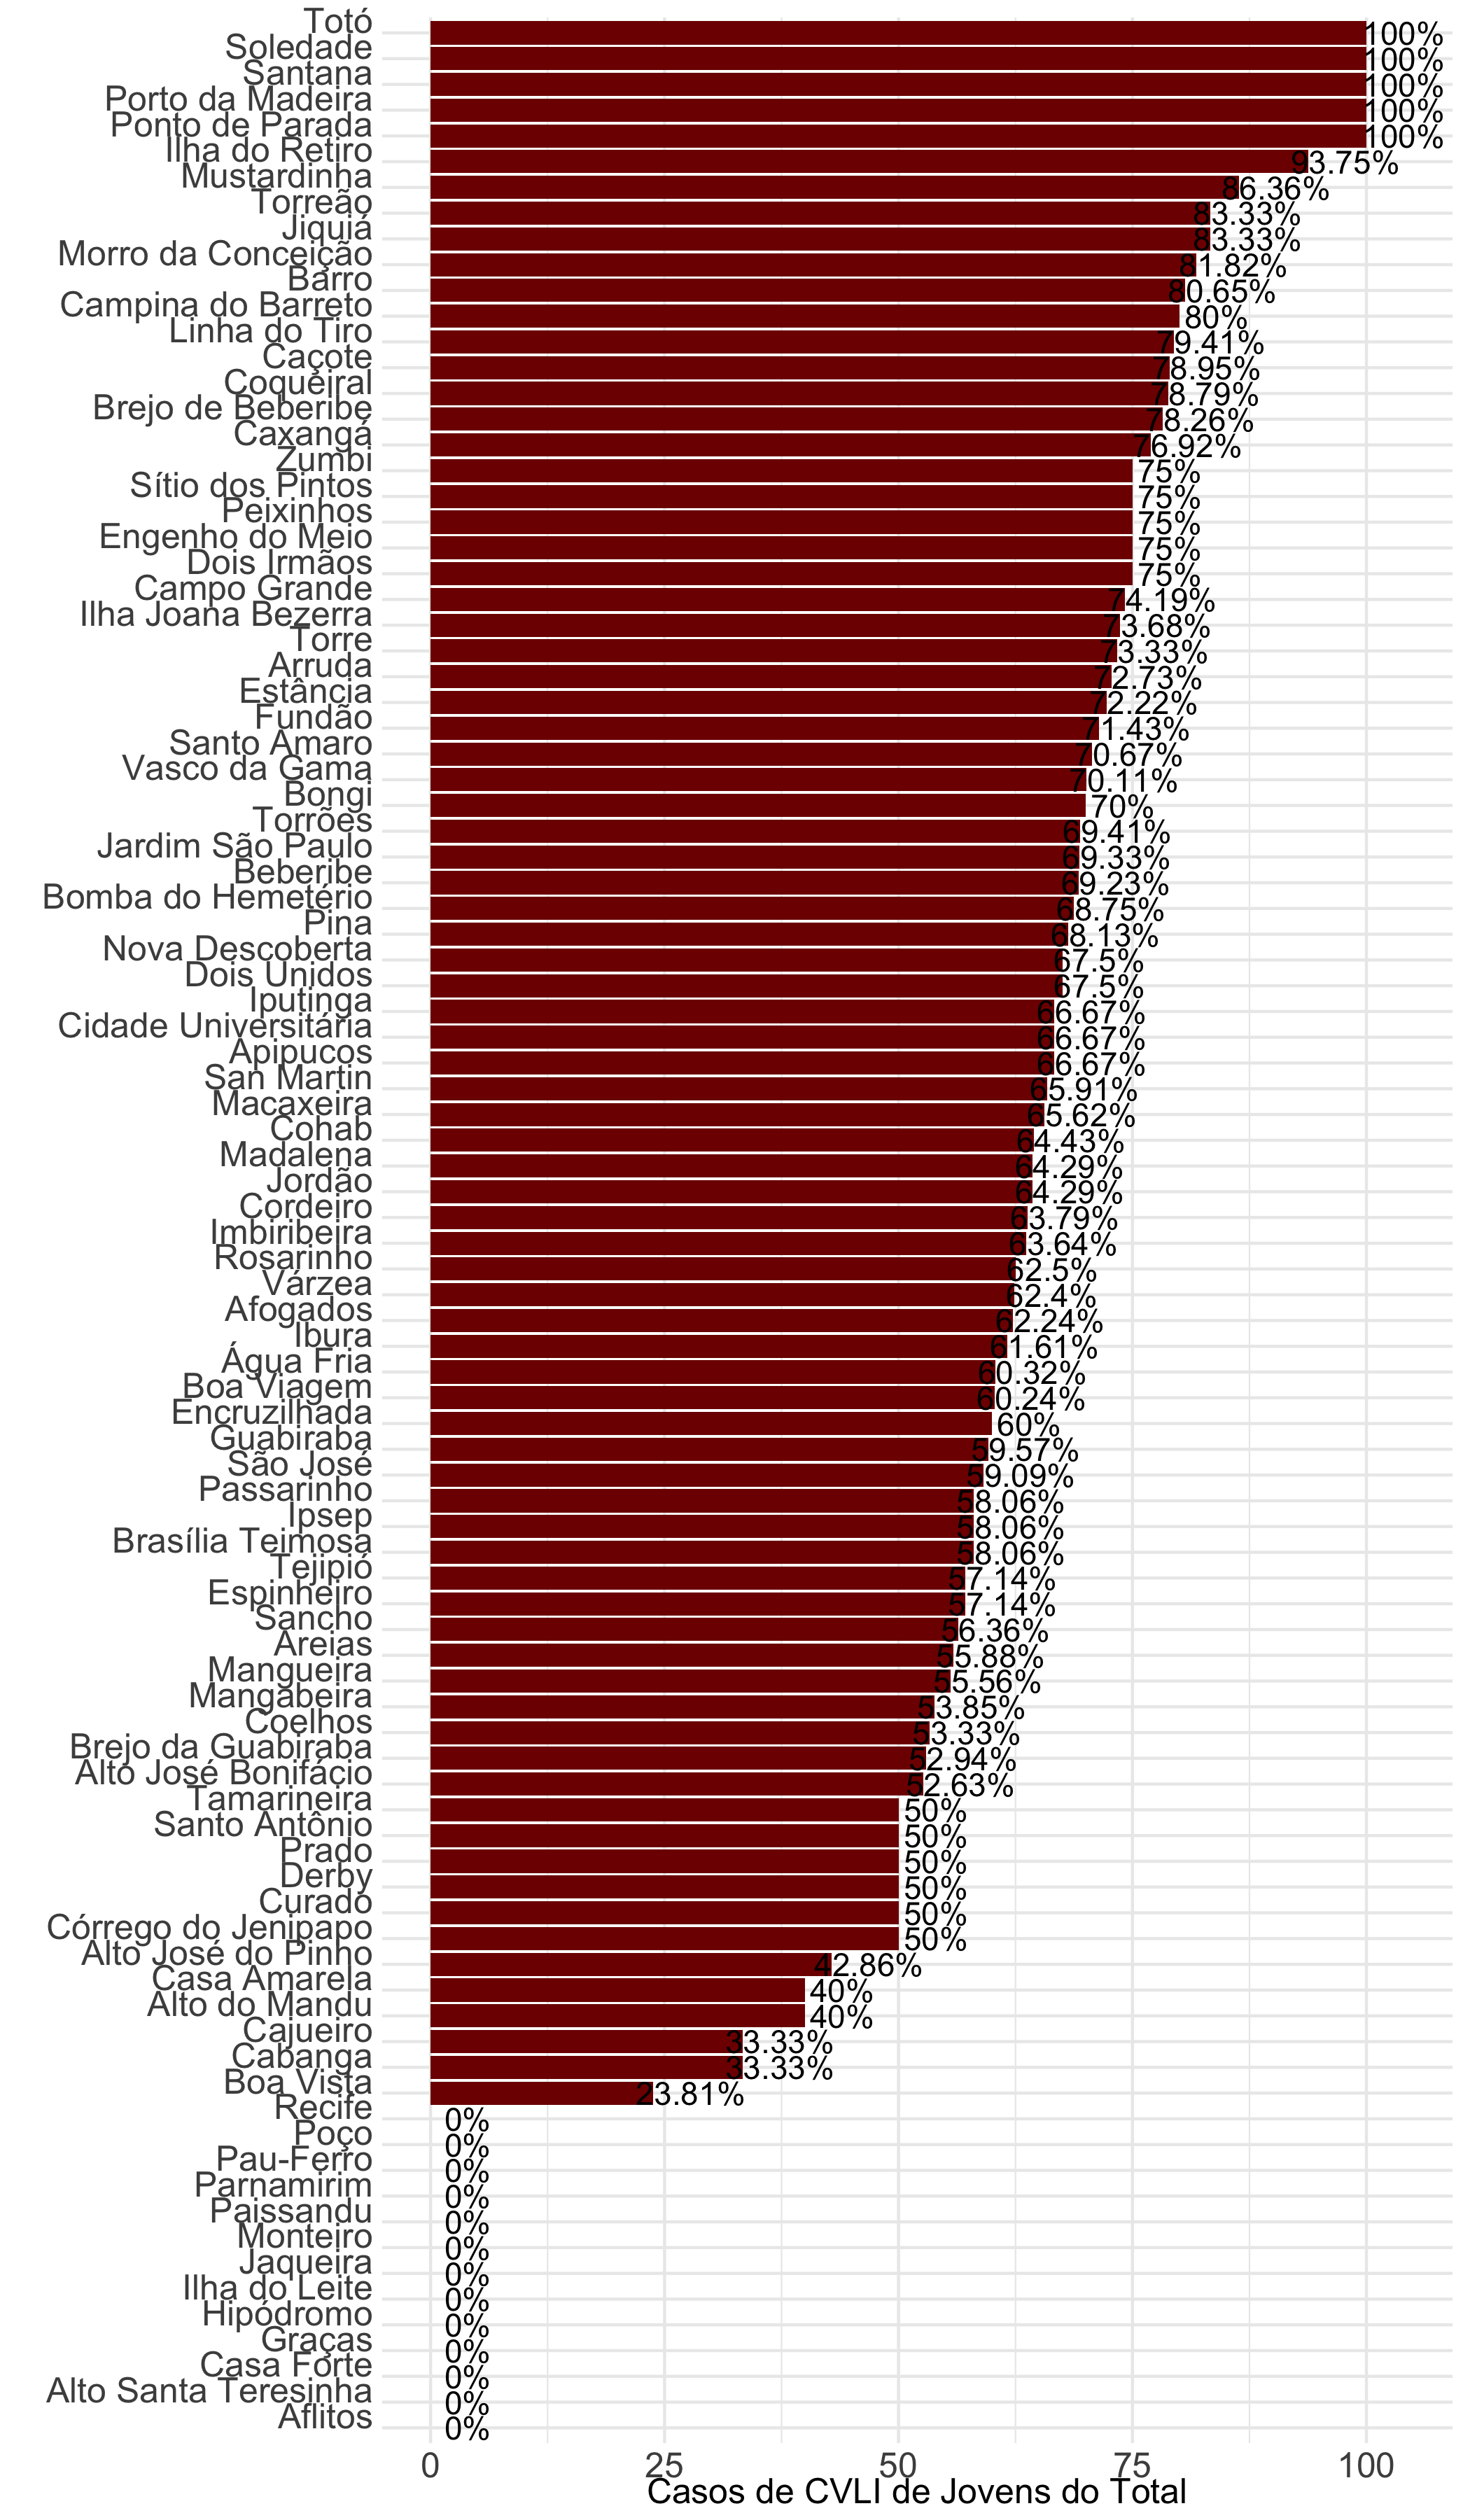 Totó 100%
Soledade 100%
Santana 100%
Porto da Madeira 100%
Ponto de Parada 100%
Ilha do Retiro 93.75%
Mustardinha 86.36%
Torreão 83.33%
Jiquiá 83.33%
Morro da Conceição 81.82%
Barro 80.65%
Campina do Barreto 80%
Linha do Tiro 79.41%
Caçote 78.95%
Coqueiral 78.79%
Brejo de Beberibe 78.26%
Caxangá 76.92%
Zumbi 75%
Sítio dos Pintos 75%
Peixinhos 75%
Engenho do Meio 75%
Dois Irmãos 75%
Campo Grande 74.19%
Ilha Joana Bezerra 73.68%
Torre 73.33%
Arruda 72.73%
Estância 72.22%
Fundão 71.43%
Santo Amaro 70.67%
Vasco da Gama 70.11%
Bongi 70%
Torrões 69.41%
Jardim São Paulo 69.33%
Beberibe 69.23%
Bomba do Hemetério 68.75%
Pina 68.13%
Nova Descoberta 67.5%
Dois Unidos 67.5%
Iputinga 66.67%
Cidade Universitária 66.67%
Apipucos 66.67%
San Martin 65.91%
Macaxeira 65.62%
Cohab 64.43%
Madalena 64.29%
Jordão 64.29%
Cordeiro 63.79%
Imbiribeira 63.64%
Rosarinho 62.5%
Várzea 62.4%
Afogados 62.24%
Ibura 61.61%
Água Fria 60.32%
Boa Viagem 60.24%
Encruzilhada 60%
Guabiraba 59.57%
São José 59.09%
Passarinho 58.06%
Ipsep 58.06%
Brasília Teimosa 58.06%
Tejipió 57.14%
Espinheiro 57.14%
Sancho 56.36%
Areias 55.88%
Mangueira 55.56%
Mangabeira 53.85%
Coelhos 53.33%
Brejo da Guabiraba 52.94%
Alto José Bonifácio 52.63%
Tamarineira 50%
Santo Antônio 50%
Prado 50%
Derby 50%
Curado 50%
Córrego do Jenipapo 50%
Alto José do Pinho 42.86%
Casa Amarela 40%
Alto do Mandu 40%
Cajueiro 33.33%
Cabanga 33.33%
Boa Vista 23.81%
Recife 0%
Poço 0%
Pau-Ferro 0%
Parnamirim 0%
Paissandu 0%
Monteiro 0%
Jaqueira 0%
Ilha do Leite 0%
Hipódromo 0%
Graças 0%
Casa Forte 0%
Alto Santa Teresinha 0%
Aflitos 0%
0 25 50 75 100
Casos de CVLI de Jovens do Total